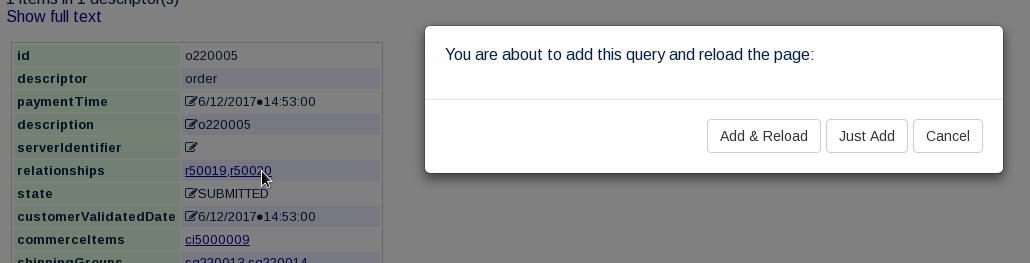 1 items in 1 descriptor(s)
Show full text
id o220005
descriptor order
paymentTime 6/12/2017●14:53:00
description o220005
serverIdentifier
relationships r50019,r50020
state SUBMITTED
customerValidatedDate 6/12/2017●14:53:00
commerceItems ci5000009
shippingGroups sg220013,sg220014
You are about to add this query and reload the page:
Add & Reload Just Add Cancel